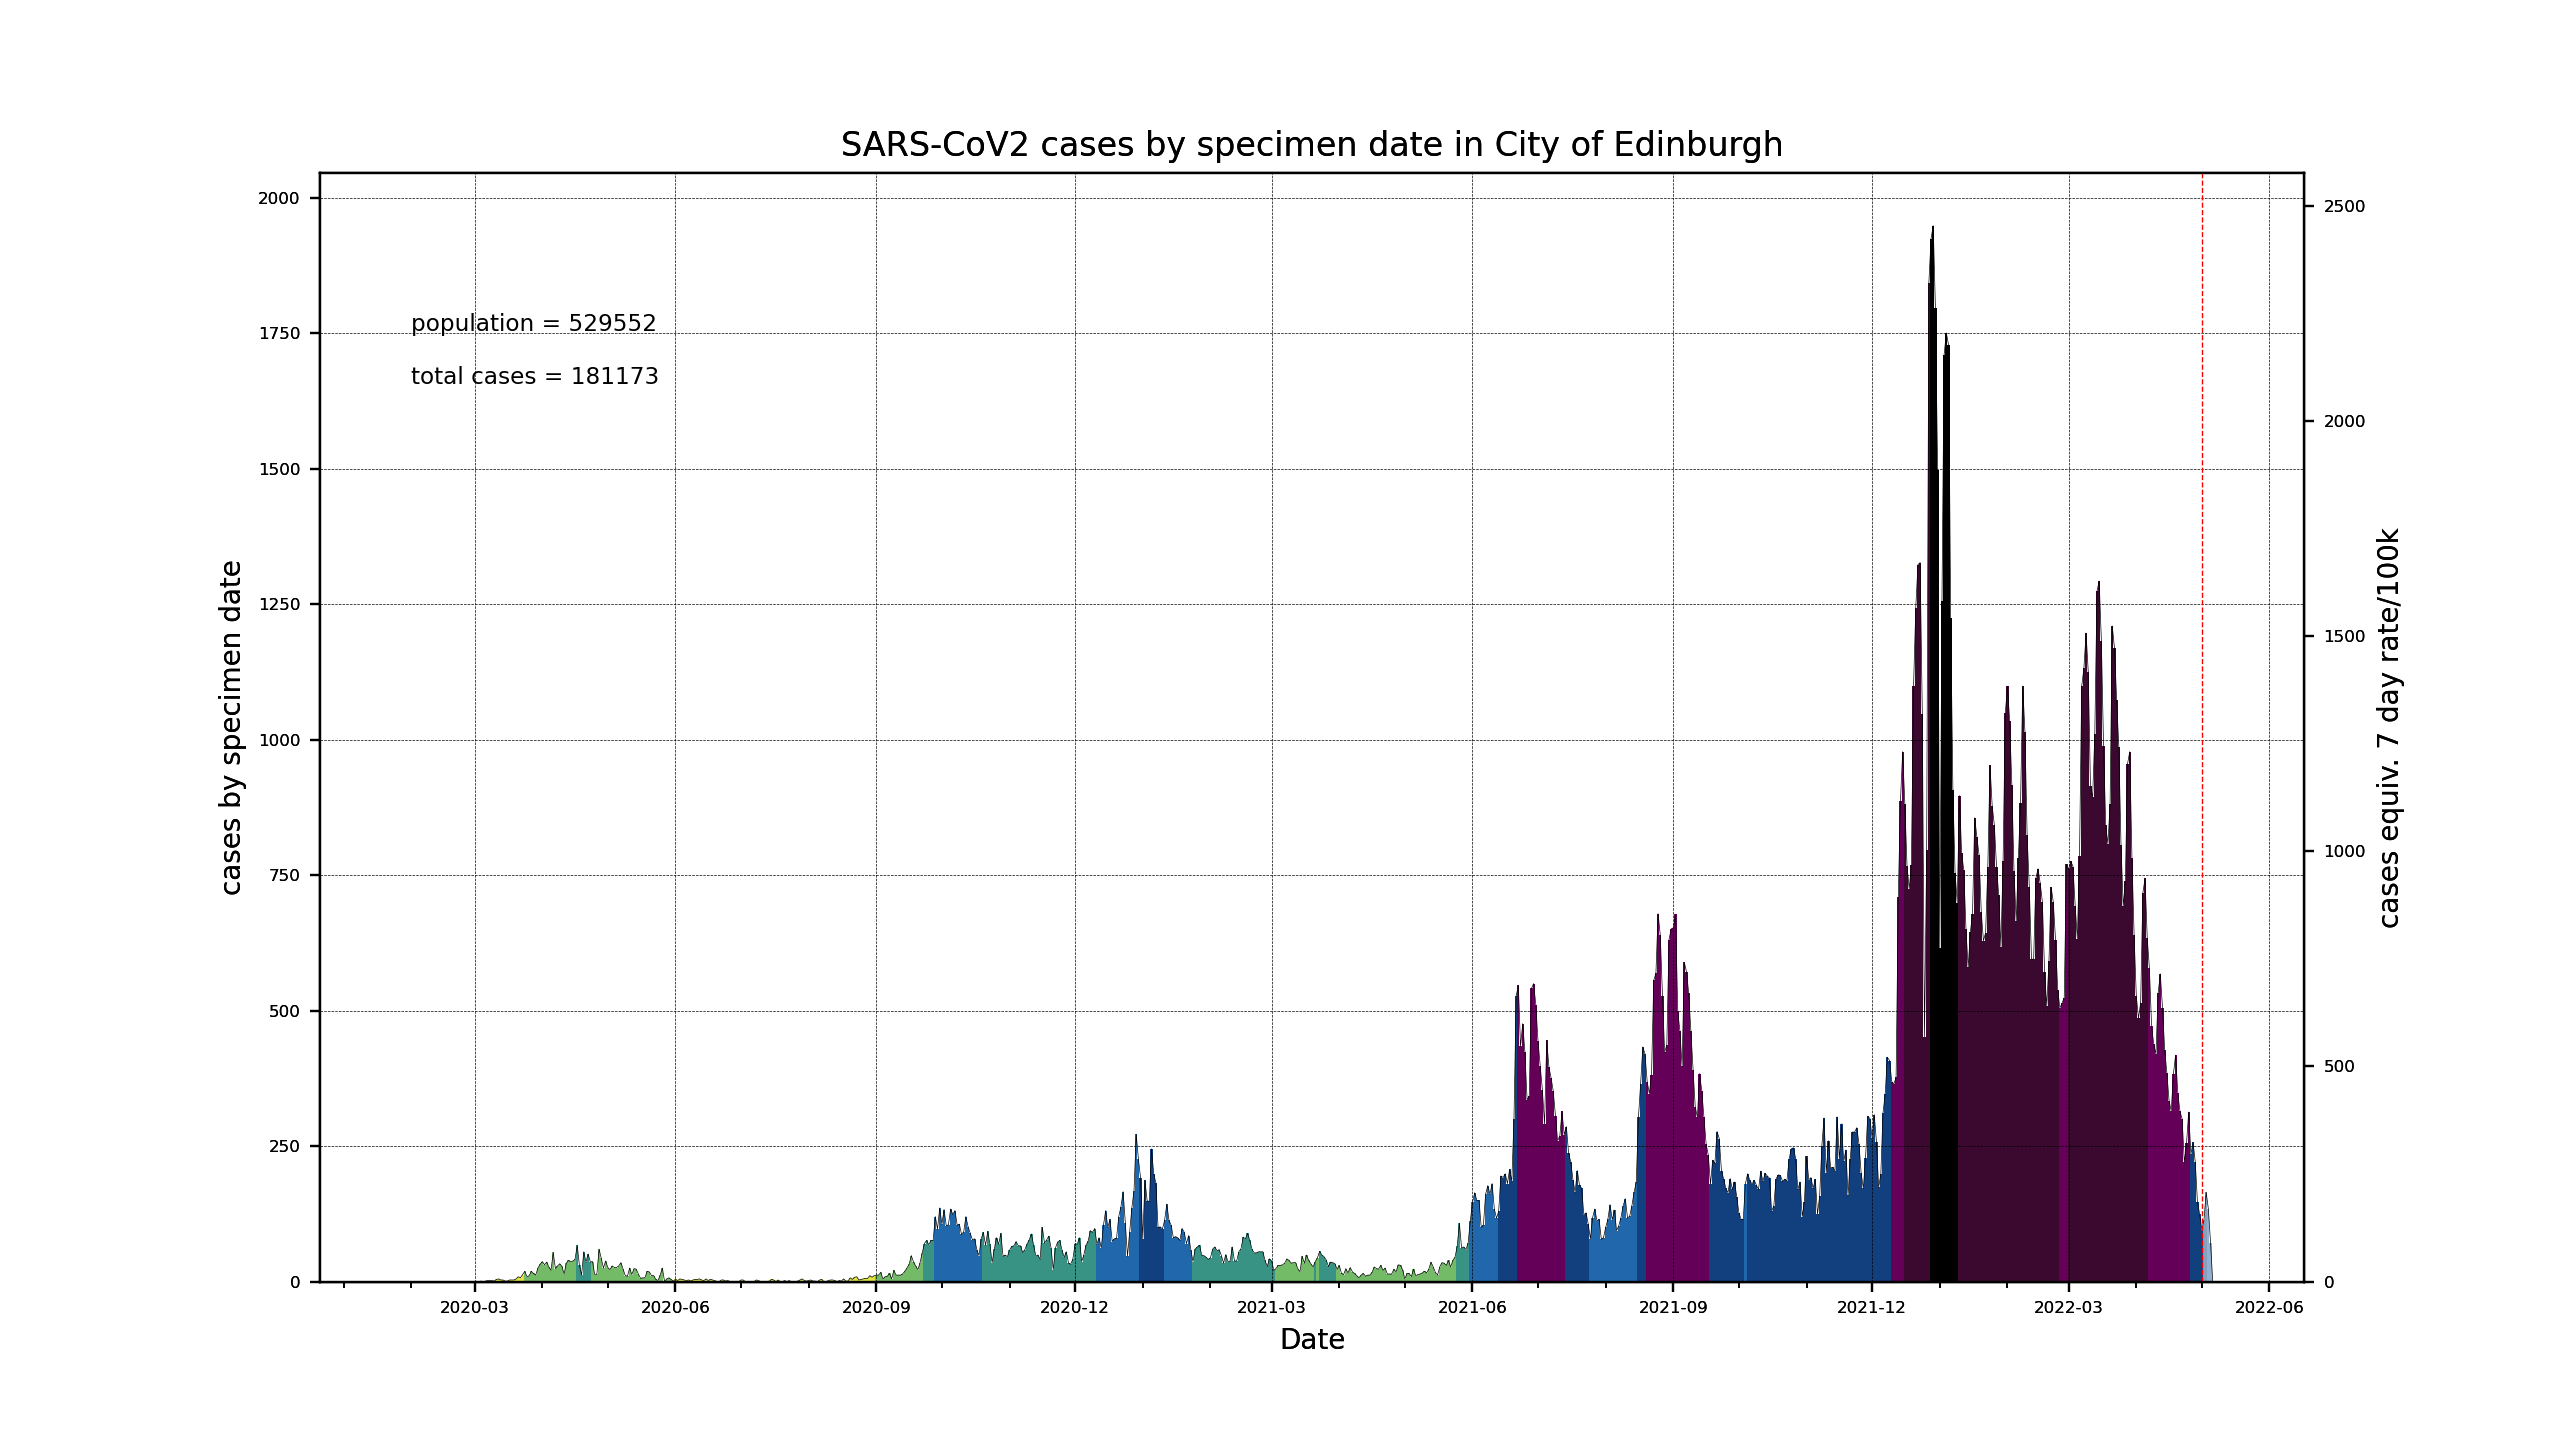 SARS-CoV2 cases by specimen date in City of Edinburgh
population = 529552
total cases = 181173
cases by specimen date
2000
1750
1500
1250
1000
750
500
250
0
2500
2000
1500
1000
500
0
cases equiv. 7 day rate/100k
2020-03 2020-06 2020-09 2020-12 2021-03 2021-06 2021-09 2021-12 2022-03 2022-06
Date